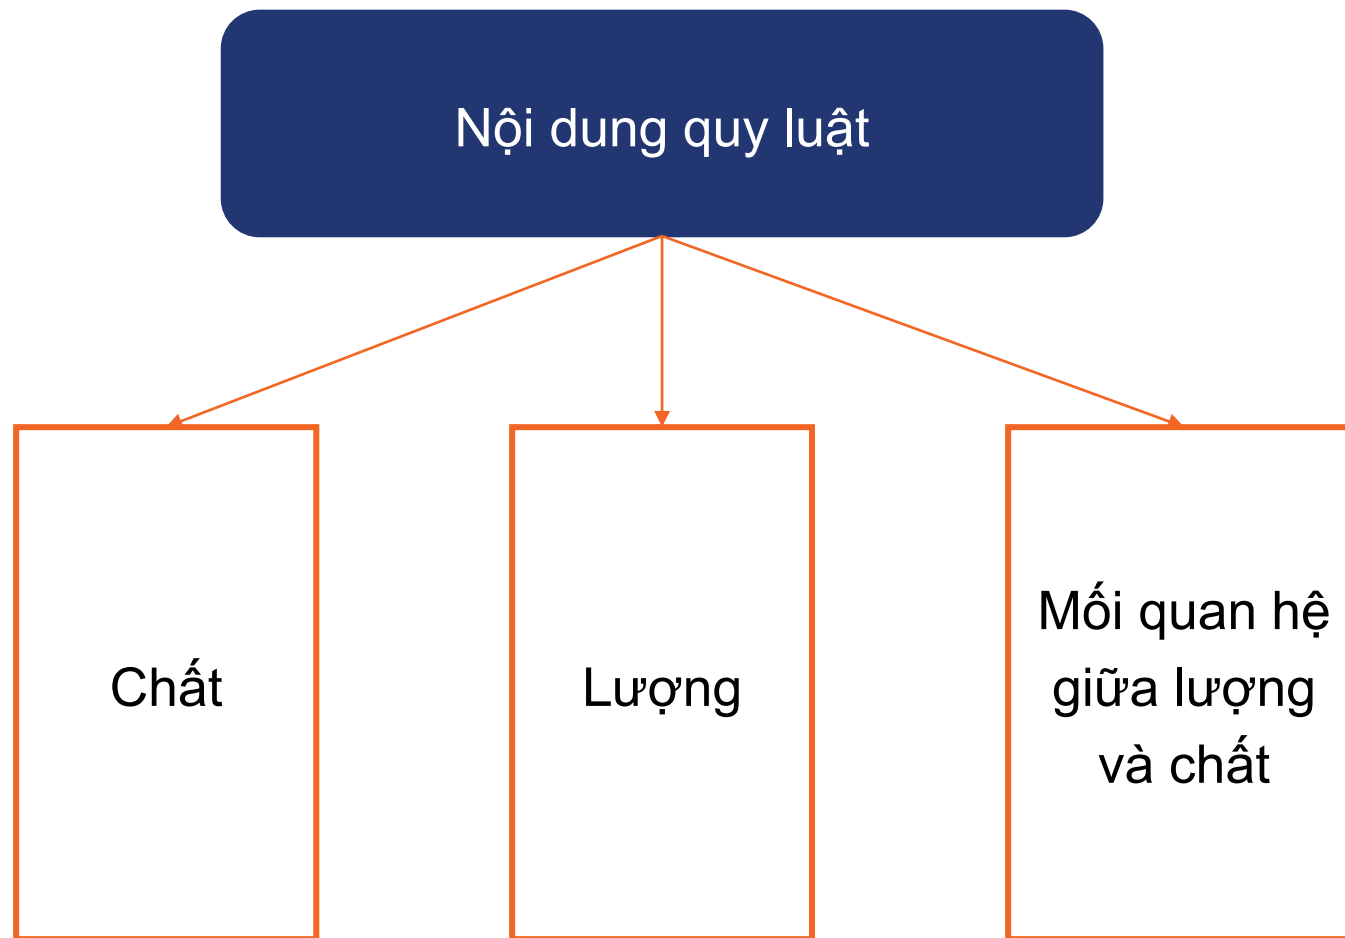 Nội dung quy luật
Chất
Lượng
Mối quan hệ
giữa lượng
và chất